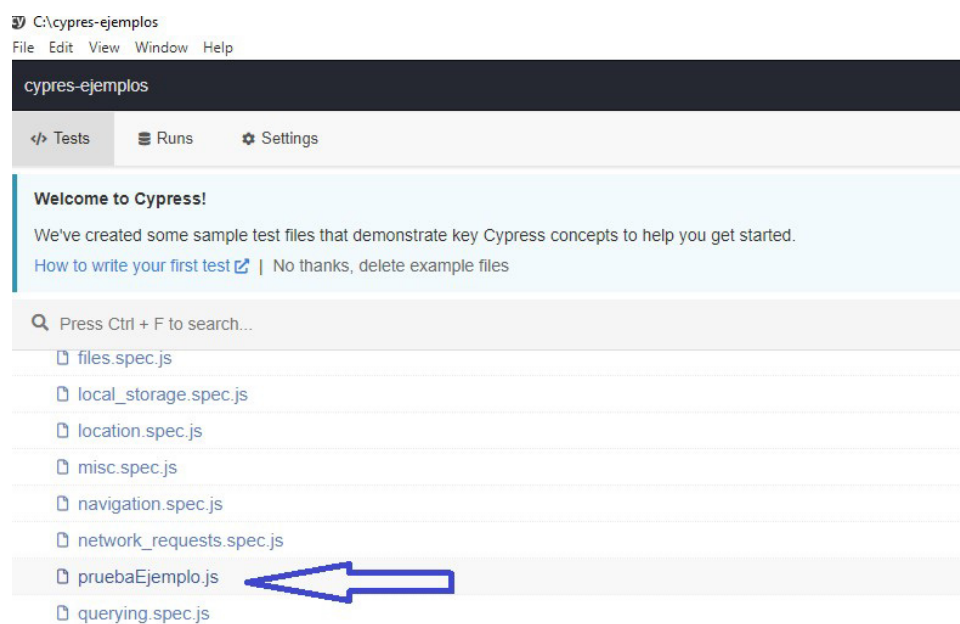 C:\cypres-ejemplos
File Edit View Window Help
cypres-ejemplos
Tests Runs Settings
Welcome to Cypress!
We've created some sample test files that demonstrate key Cypress concepts to help you get started.
How to write your first test | No thanks, delete example files
Press Ctrl + F to search...
files.spec.js
local_storage.spec.js
location.spec.js
misc.spec.js
navigation.spec.js
network_requests.spec.js
pruebaEjemplo.js
querying.spec.js